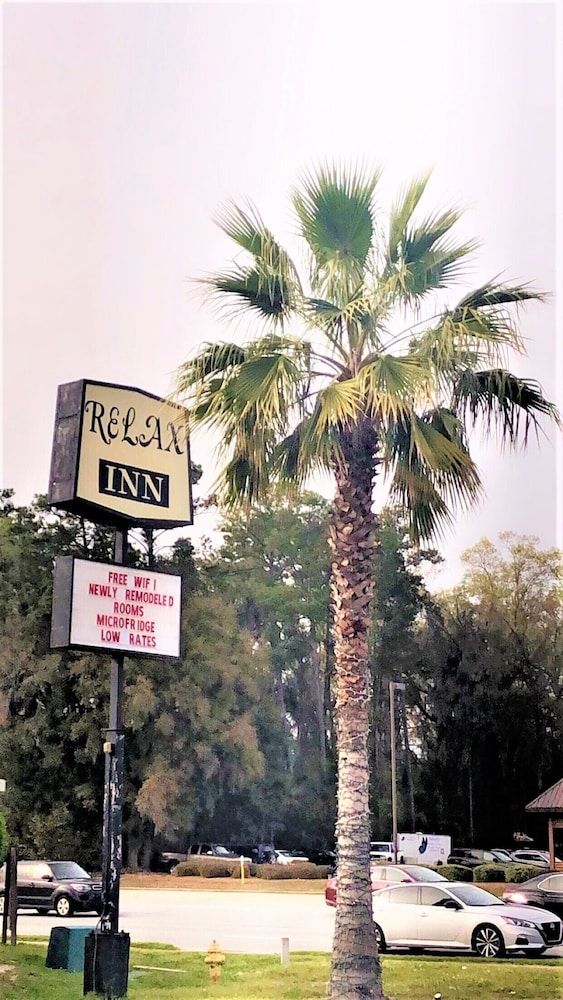 RELAX
INN
FREE WIFI
NEWLY REMODELED
ROOMS
MICROFRIDGE
LOW RATES